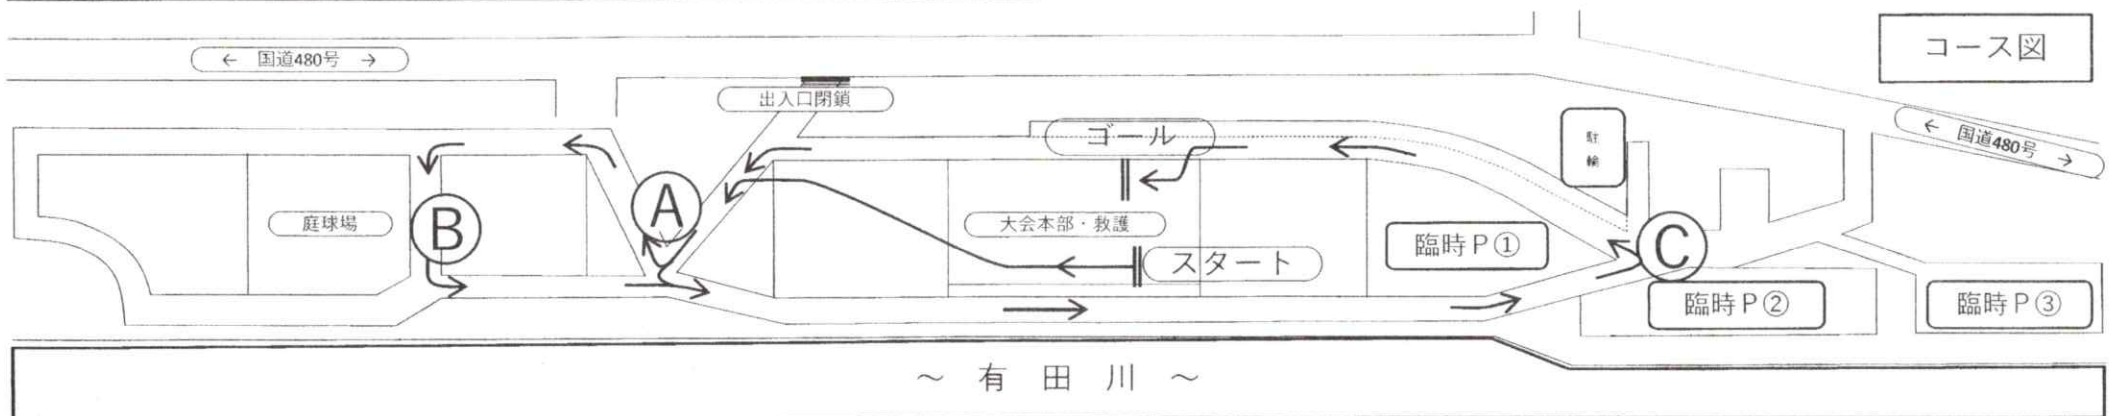 コース図
← 国道480号 →
出入口閉鎖
ゴール
駐輪
← 国道480号 →
A
庭球場
B
大会本部・救護
臨時P①
C
スタート
臨時P②
臨時P③
～ 有 田 川 ～